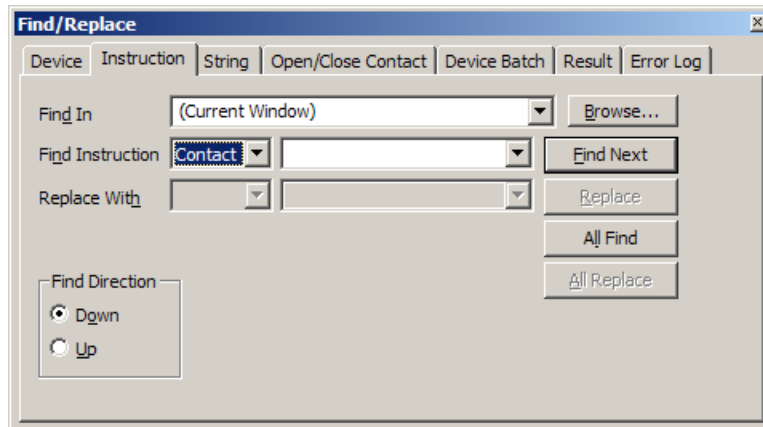 Find/Replace
Device Instruction String Open/Close Contact Device Batch Result Error Log
Find In (Current Window) Browse...
Find Instruction Contact Find Next
Replace With Replace
All Find
Find Direction All Replace
Down
Up